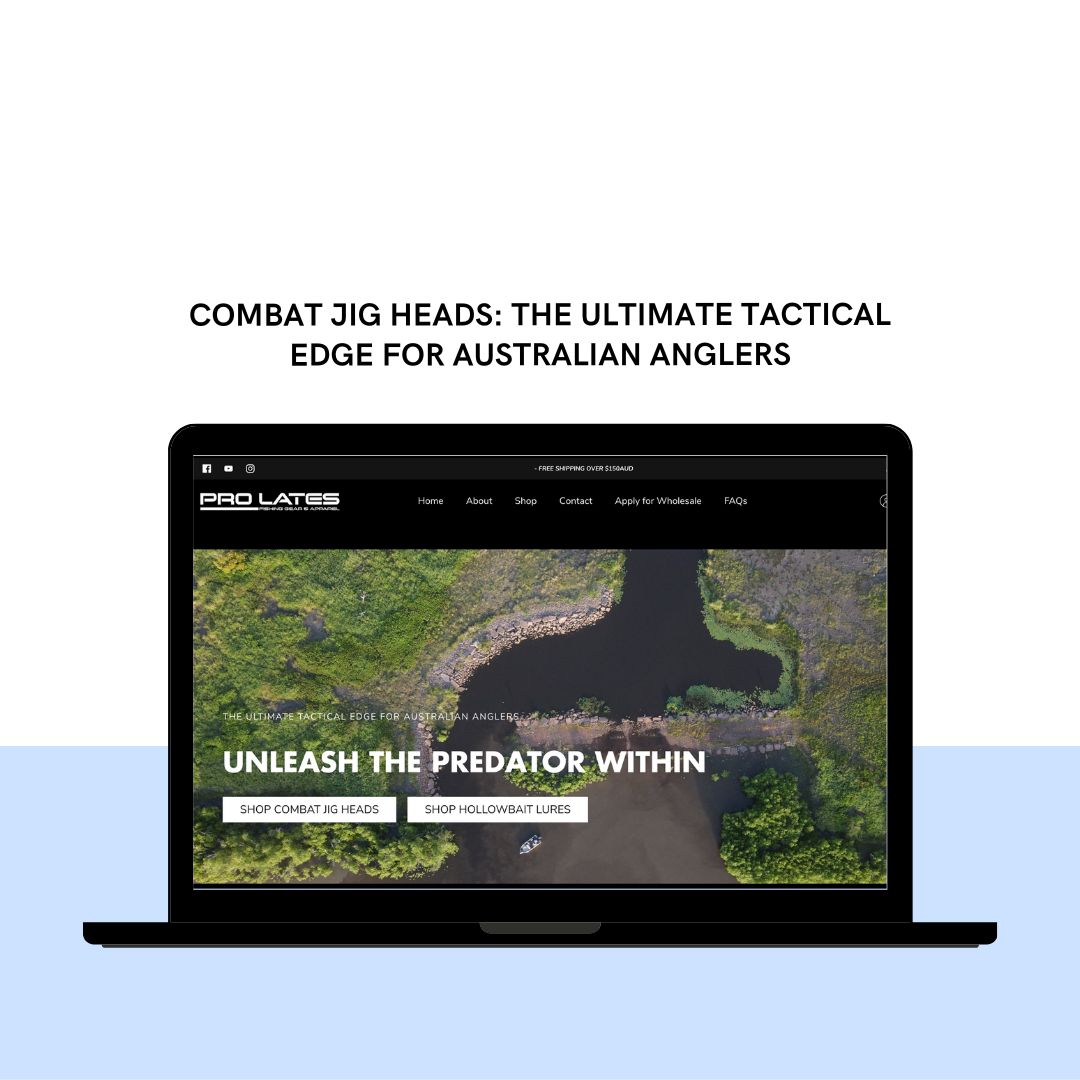 COMBAT JIG HEADS: THE ULTIMATE TACTICAL
EDGE FOR AUSTRALIAN ANGLERS
- FREE SHIPPING OVER $150AUD
PRO LATES
FISHING GEAR & APPAREL
Home About Shop Contact Apply for Wholesale FAQs
THE ULTIMATE TACTICAL EDGE FOR AUSTRALIAN ANGLERS
UNLEASH THE PREDATOR WITHIN
SHOP COMBAT JIG HEADS SHOP HOLLOWBAIT LURES